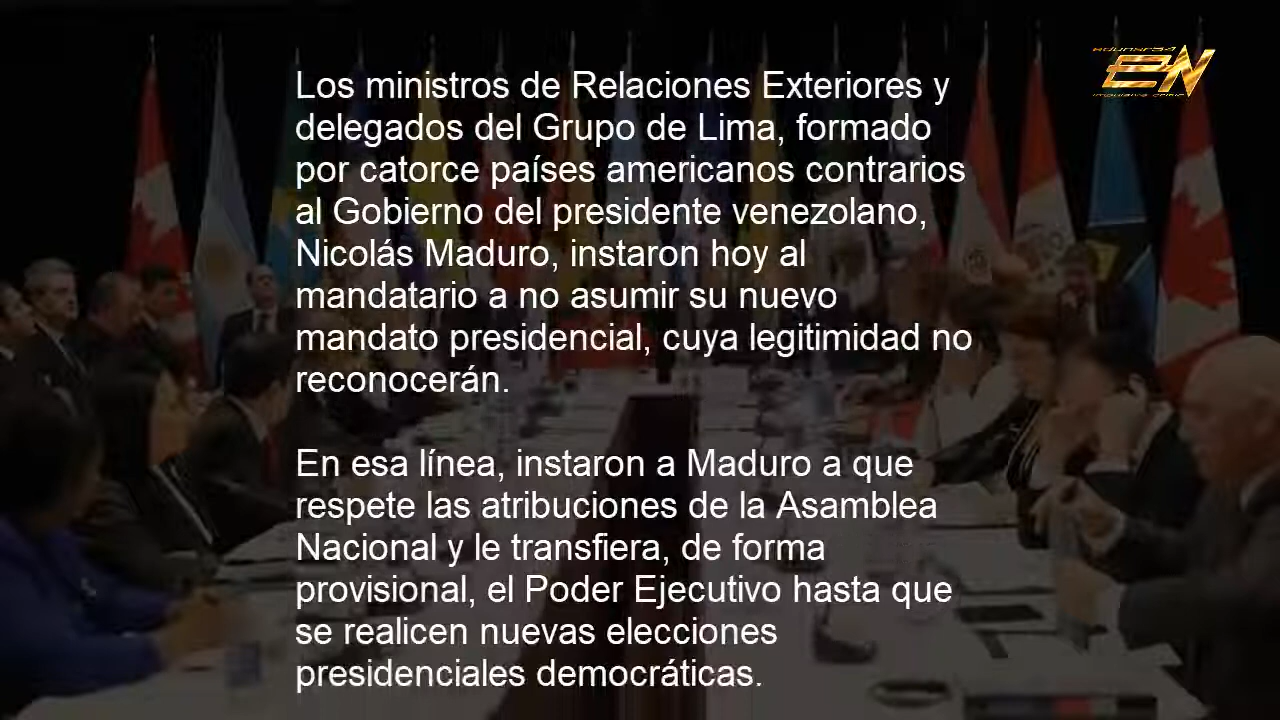 Los ministros de Relaciones Exteriores y
delegados del Grupo de Lima, formado
por catorce países americanos contrarios
al Gobierno del presidente venezolano,
Nicolás Maduro, instaron hoy al
mandatario a no asumir su nuevo
mandato presidencial, cuya legitimidad no
reconocerán.
En esa línea, instaron a Maduro a que
respete las atribuciones de la Asamblea
Nacional y le transfiera, de forma
provisional, el Poder Ejecutivo hasta que
se realicen nuevas elecciones
presidenciales democráticas.
EN